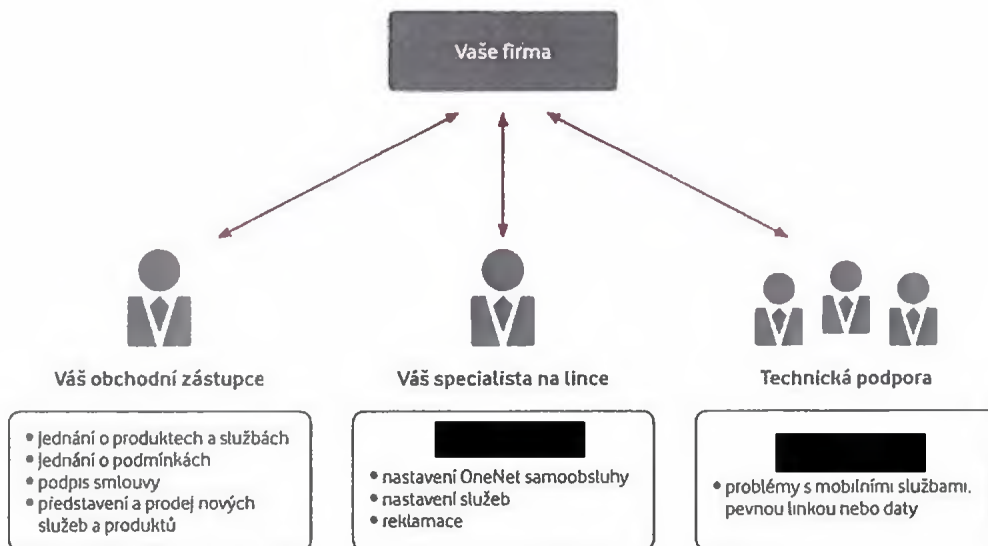 Vaše firma
Váš obchodní zástupce
• jednání o produktech a službách
• jednání o podmínkách
• podpis smlouvy
• představení a prodej nových
služeb a produktů
Váš specialista na lince
• nastavení OneNet samoobsluhy
• nastavení služeb
• reklamace
Technická podpora
• problémy s mobilními službami,
pevnou linkou nebo daty